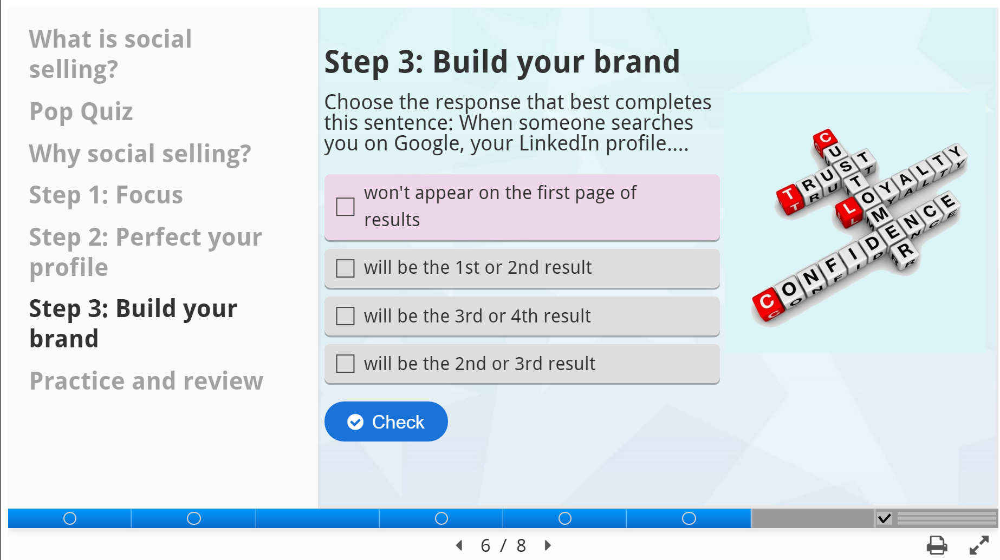 What is social
selling?
Pop Quiz
Why social selling?
Step 1: Focus
Step 2: Perfect your
profile
Step 3: Build your
brand
Practice and review
Step 3: Build your brand
Choose the response that best completes
this sentence: When someone searches
you on Google, your LinkedIn profile....
won't appear on the first page of
results
will be the 1st or 2nd result
will be the 3rd or 4th result
will be the 2nd or 3rd result
Check
CUSTOMER
TRUST
LOYALTY
CONFIDENCE
6 / 8